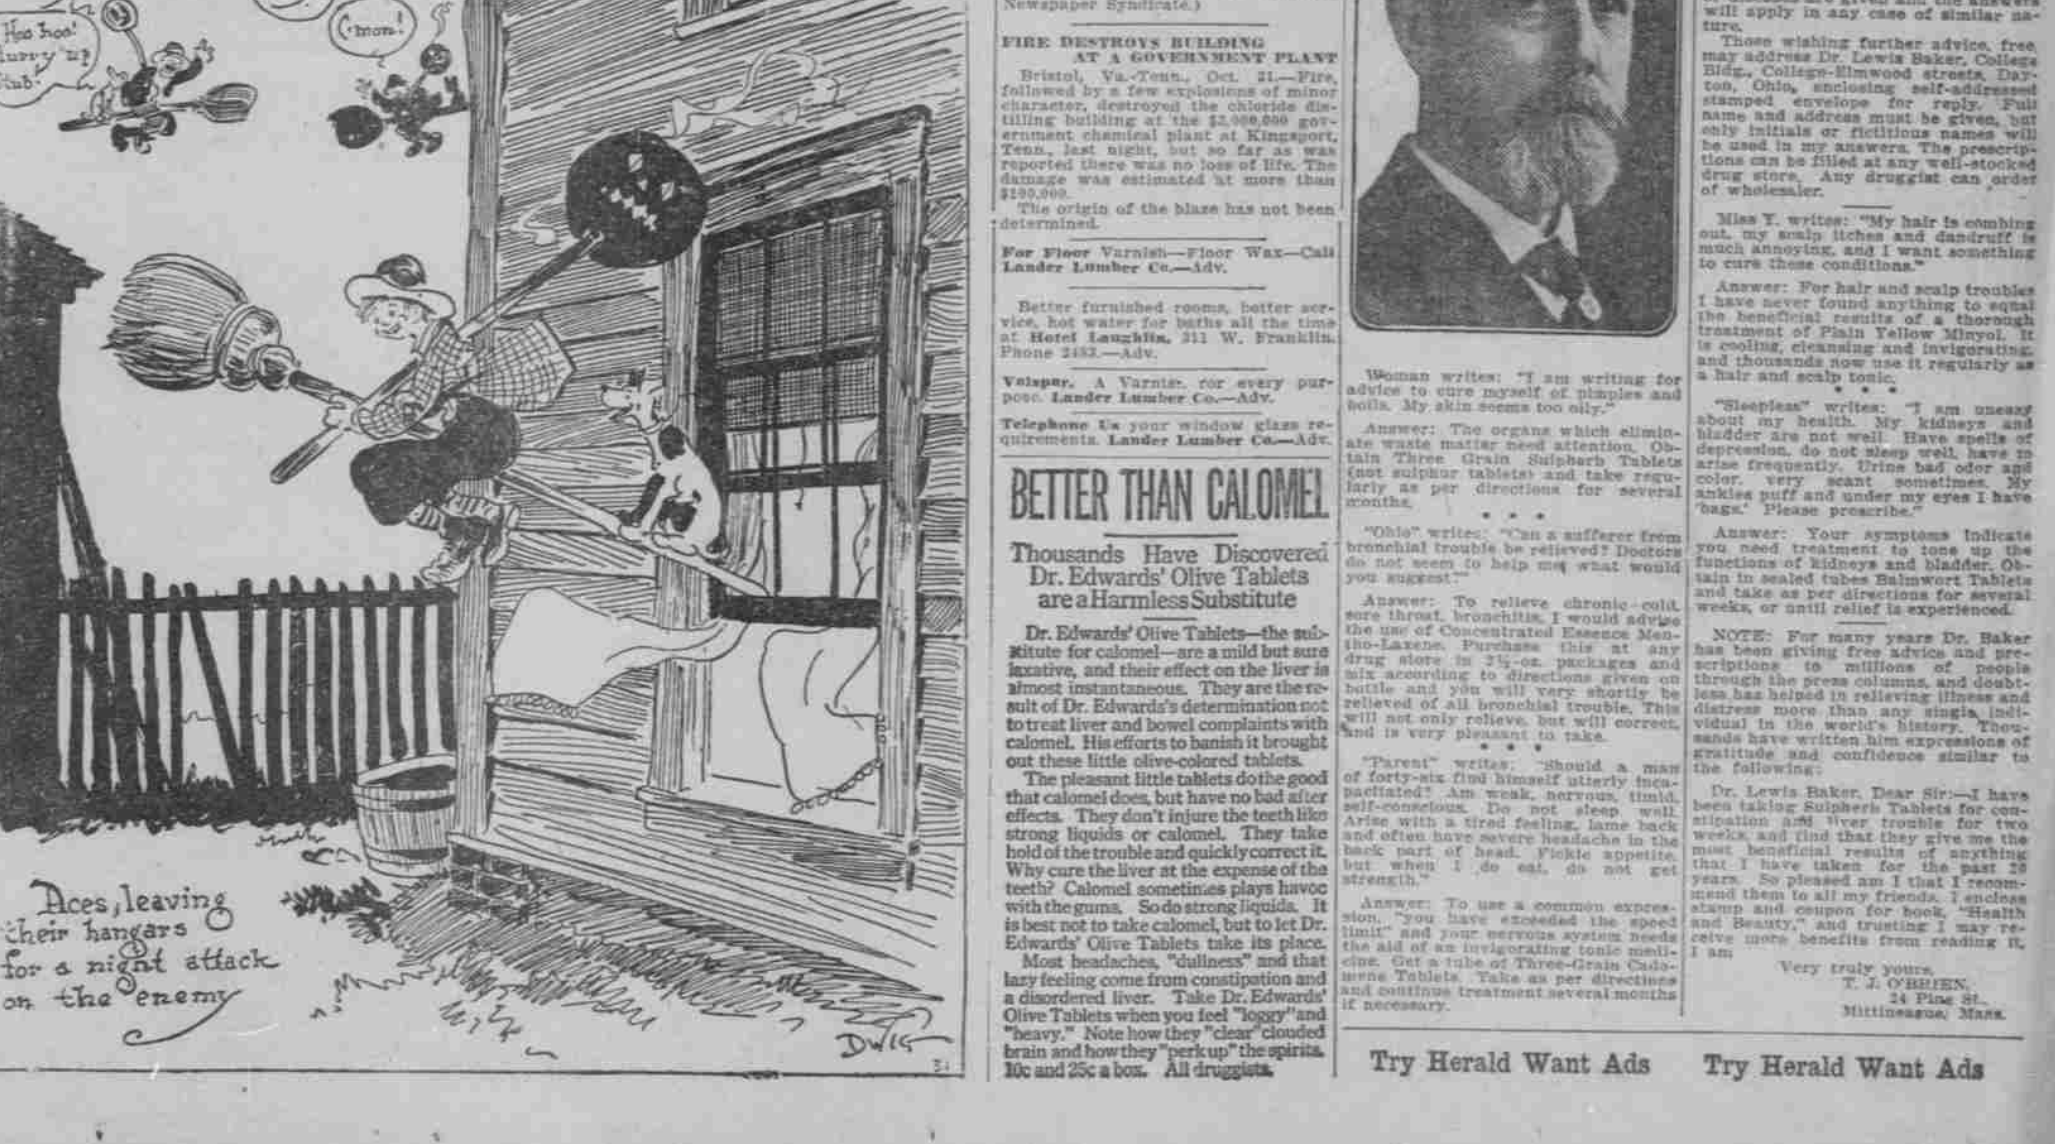 Hoo hoo!
Hurry up
Stub!
C'mon!
Aces, leaving
their hangars
for a night attack
on the enemy
DWIG
31
Newspaper Syndicate.)
FIRE DESTROYS BUILDING
AT A GOVERNMENT PLANT
Bristol, Va.-Tenn., Oct. 31.—Fire,
followed by a few explosions of minor
character, destroyed the chloride dis-
tilling building at the $2,000,000 gov-
ernment chemical plant at Kingsport,
Tenn., last night, but so far as was
reported there was no loss of life. The
damage was estimated at more than
$100,000.
The origin of the blaze has not been
determined.
For Floor Varnish—Floor Wax—Call
Lander Lumber Co.—Adv.
Better furnished rooms, better ser-
vice, hot water for baths all the time
at Hotel Laughlin, 211 W. Franklin.
Phone 2482.—Adv.
Valspar. A Varnish for every pur-
pose. Lander Lumber Co.—Adv.
Telephone Us your window glass re-
quirements. Lander Lumber Co.—Adv.
BETTER THAN CALOMEL
Thousands Have Discovered
Dr. Edwards' Olive Tablets
are a Harmless Substitute
Dr. Edwards' Olive Tablets—the sub-
stitute for calomel—are a mild but sure
laxative, and their effect on the liver is
almost instantaneous. They are the re-
sult of Dr. Edwards's determination not
to treat liver and bowel complaints with
calomel. His efforts to banish it brought
out these little olive-colored tablets.
The pleasant little tablets do the good
that calomel does, but have no bad after
effects. They don't injure the teeth like
strong liquids or calomel. They take
hold of the trouble and quickly correct it.
Why cure the liver at the expense of the
teeth? Calomel sometimes plays havoc
with the gums. So do strong liquids. It
is best not to take calomel, but to let Dr.
Edwards' Olive Tablets take its place.
Most headaches, "dullness" and that
lazy feeling come from constipation and
a disordered liver. Take Dr. Edwards'
Olive Tablets when you feel "loggy" and
"heavy." Note how they "clear" clouded
brain and how they "perk up" the spirits.
10c and 25c a box. All druggists.
Woman writes: "I am writing for
advice to cure myself of pimples and
boils. My skin seems too oily."
Answer: The organs which elimin-
ate waste matter need attention. Ob-
tain Three Grain Sulpherb Tablets
(not sulphur tablets) and take regu-
larly as per directions for several
months.
* * *
"Ohio" writes: "Can a sufferer from
bronchial trouble be relieved? Doctors
do not seem to help me; what would
you suggest?"
Answer: To relieve chronic cold,
sore throat, bronchitis, I would advise
the use of Concentrated Essence Men-
tho-Laxene. Purchase this at any
drug store in 2½-oz. packages and
mix according to directions given on
bottle and you will very shortly be
relieved of all bronchial trouble. This
will not only relieve, but will correct,
and is very pleasant to take.
* * *
"Parent" writes: "Should a man
of forty-six find himself utterly inca-
pacitated? Am weak, nervous, timid,
self-conscious. Do not sleep well.
Arise with a tired feeling, lame back
and often have severe headache in the
back part of head. Fickle appetite,
but when I do eat, do not get
strength."
Answer: To use a common expres-
sion, "you have exceeded the speed
limit" and your nervous system needs
the aid of an invigorating tonic medi-
cine. Get a tube of Three-Grain Cado-
mene Tablets. Take as per directions
and continue treatment several months
if necessary.
Try Herald Want Ads
will apply in any case of similar na-
ture.
Those wishing further advice, free,
may address Dr. Lewis Baker, College
Bldg., College-Elmwood streets, Day-
ton, Ohio, enclosing self-addressed
stamped envelope for reply. Full
name and address must be given, but
only initials or fictitious names will
be used in my answers. The prescrip-
tions can be filled at any well-stocked
drug store. Any druggist can order
of wholesaler.
Miss Y. writes: "My hair is combing
out, my scalp itches and dandruff is
much annoying, and I want something
to cure these conditions."
Answer: For hair and scalp troubles
I have never found anything to equal
the beneficial results of a thorough
treatment of Plain Yellow Minyol. It
is cooling, cleansing and invigorating,
and thousands now use it regularly as
a hair and scalp tonic.
* * *
"Sleepless" writes: "I am uneasy
about my health. My kidneys and
bladder are not well. Have spells of
depression, do not sleep well, have to
arise frequently. Urine bad odor and
color, very scant sometimes. My
ankles puff and under my eyes I have
'bags.' Please prescribe."
Answer: Your symptoms indicate
you need treatment to tone up the
functions of kidneys and bladder. Ob-
tain in sealed tubes Balmwort Tablets
and take as per directions for several
weeks, or until relief is experienced.
NOTE: For many years Dr. Baker
has been giving free advice and pre-
scriptions to millions of people
through the press columns, and doubt-
less has helped in relieving illness and
distress more than any single indi-
vidual in the world's history. Thou-
sands have written him expressions of
gratitude and confidence similar to
the following:
Dr. Lewis Baker, Dear Sir:—I have
been taking Sulpherb Tablets for con-
stipation and liver trouble for two
weeks, and find that they give me the
most beneficial results of anything
that I have taken for the past 20
years. So pleased am I that I recom-
mend them to all my friends. I enclose
stamp and coupon for book, "Health
and Beauty," and trusting I may re-
ceive more benefits from reading it,
I am
Very truly yours,
T. J. O'BRIEN,
24 Pine St.,
Mittineague, Mass.
Try Herald Want Ads